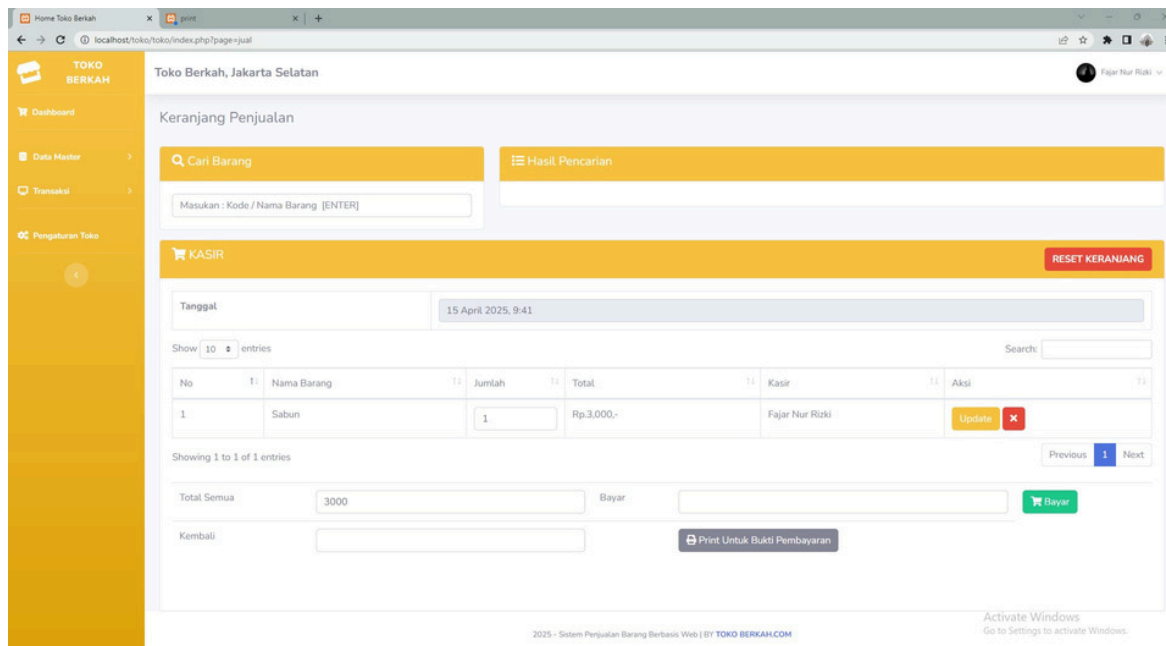 Home Toko Berkah
print
localhost/toko/toko/index.php?page=jual
TOKO
BERKAH
Toko Berkah, Jakarta Selatan
Fajar Nur Rizki
Dashboard
Data Master
Transaksi
Pengaturan Toko
Keranjang Penjualan
Cari Barang
Hasil Pencarian
Masukan : Kode / Nama Barang [ENTER]
KASIR
RESET KERANJANG
Tanggal
15 April 2025, 9:41
Show 10 entries
Search:
No Nama Barang Jumlah Total Kasir Aksi
1 Sabun 1 Rp.3,000,- Fajar Nur Rizki Update
Showing 1 to 1 of 1 entries
Previous 1 Next
Total Semua 3000 Bayar Bayar
Kembali Print Untuk Bukti Pembayaran
Activate Windows
Go to Settings to activate Windows.
2025 - Sistem Penjualan Barang Berbasis Web | BY TOKO BERKAH.COM